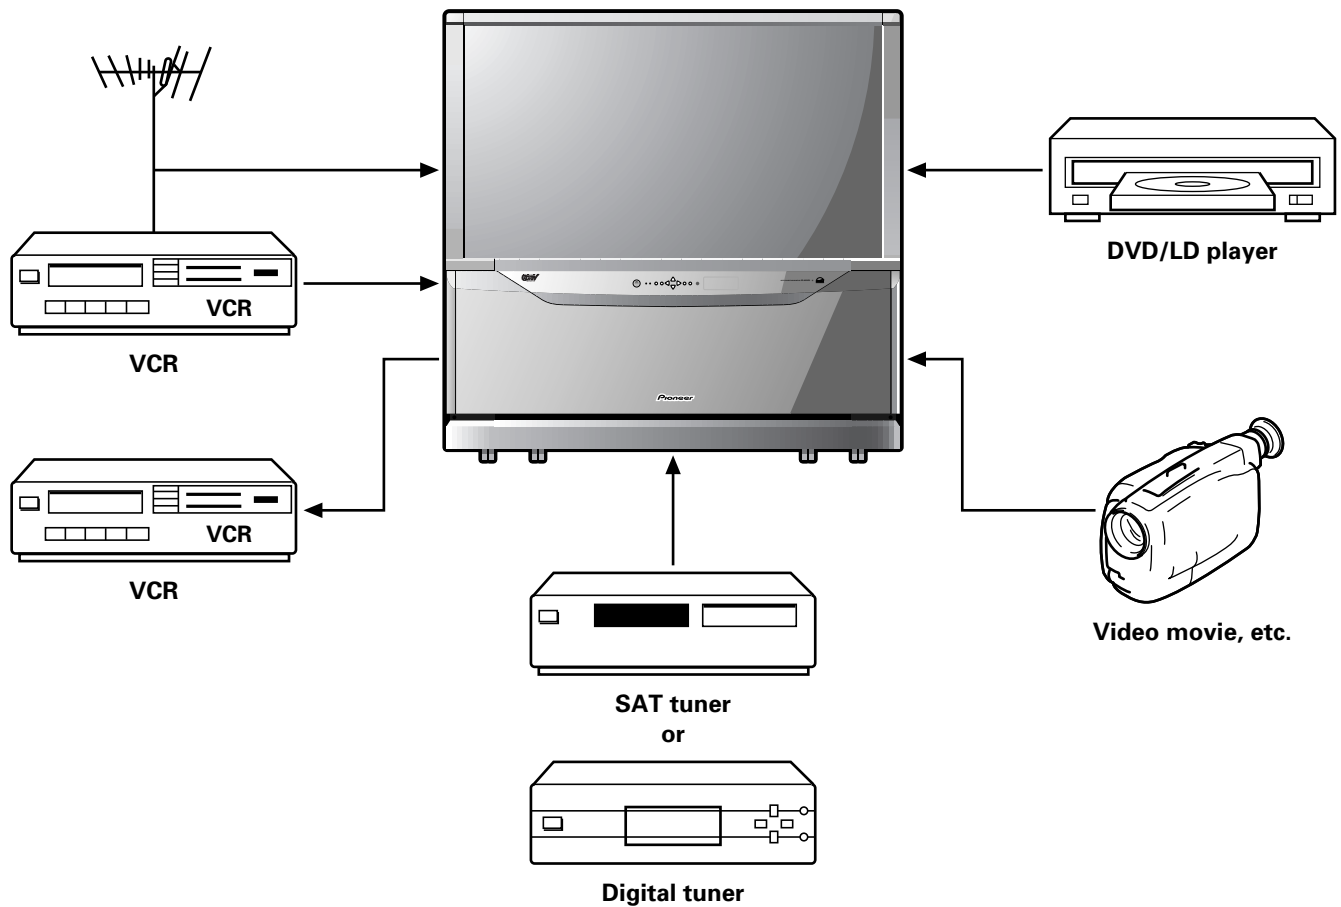 DVD/LD player
VCR
VCR
Pioneer
VCR
VCR
Video movie, etc.
SAT tuner
or
Digital tuner